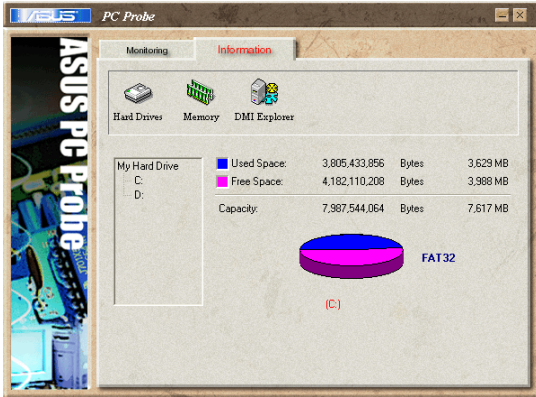 ASUS PC Probe
Monitoring Information
Hard Drives Memory DMI Explorer
ASUS PC Probe
My Hard Drive
C:
D:
Used Space: 3,805,433,856 Bytes 3,629 MB
Free Space: 4,182,110,208 Bytes 3,988 MB
Capacity: 7,987,544,064 Bytes 7,617 MB
FAT32
(C:)